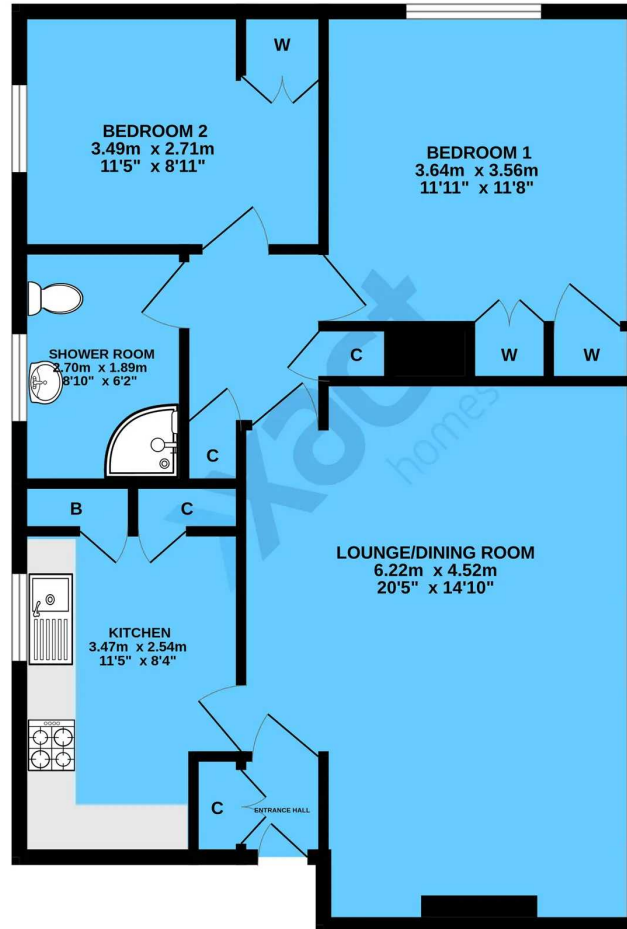 W
BEDROOM 2
3.49m x 2.71m
11'5" x 8'11"
BEDROOM 1
3.64m x 3.56m
11'11" x 11'8"
SHOWER ROOM
2.70m x 1.89m
8'10" x 6'2"
C
W
W
C
B
C
LOUNGE/DINING ROOM
6.22m x 4.52m
20'5" x 14'10"
KITCHEN
3.47m x 2.54m
11'5" x 8'4"
C
ENTRANCE HALL
xact
homes